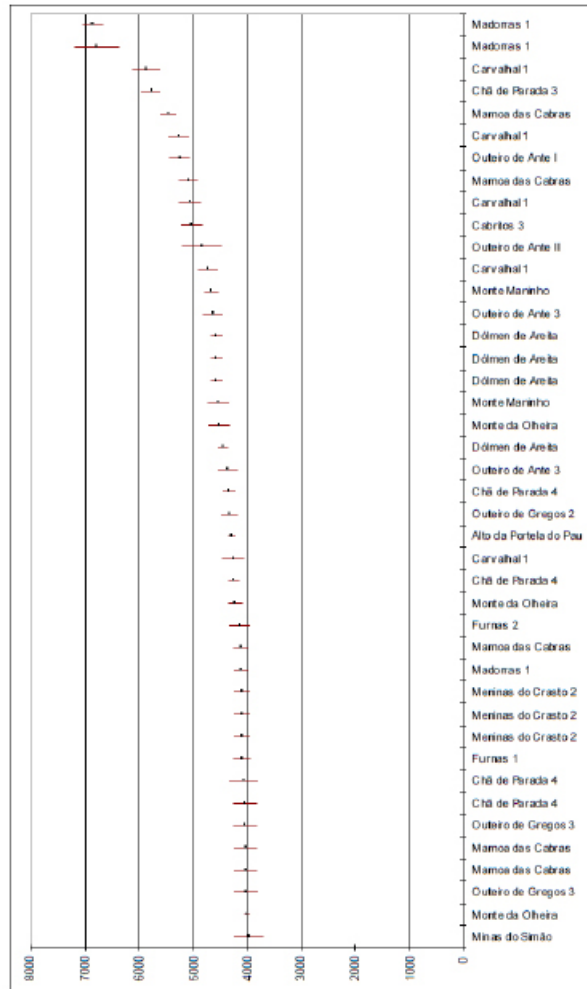 Madorras 1
Madorras 1
Carvalhal 1
Chã de Parada 3
Mamoa das Cabras
Carvalhal 1
Outeiro de Ante I
Mamoa das Cabras
Carvalhal 1
Cabritos 3
Outeiro de Ante III
Carvalhal 1
Monte Maninho
Outeiro de Ante 3
Dólmen de Areita
Dólmen de Areita
Dólmen de Areita
Monte Maninho
Monte da Olheira
Dólmen de Areita
Outeiro de Ante 3
Chã de Parada 4
Outeiro de Gregos 2
Alto da Portela do Pau
Carvalhal 1
Chã de Parada 4
Monte da Olheira
Furnas 2
Mamoa das Cabras
Madorras 1
Meninas do Crasto 2
Meninas do Crasto 2
Meninas do Crasto 2
Furnas 1
Chã de Parada 4
Chã de Parada 4
Outeiro de Gregos 3
Mamoa das Cabras
Mamoa das Cabras
Outeiro de Gregos 3
Monte da Olheira
Minas do Simão
8000 7000 6000 5000 4000 3000 2000 1000 0